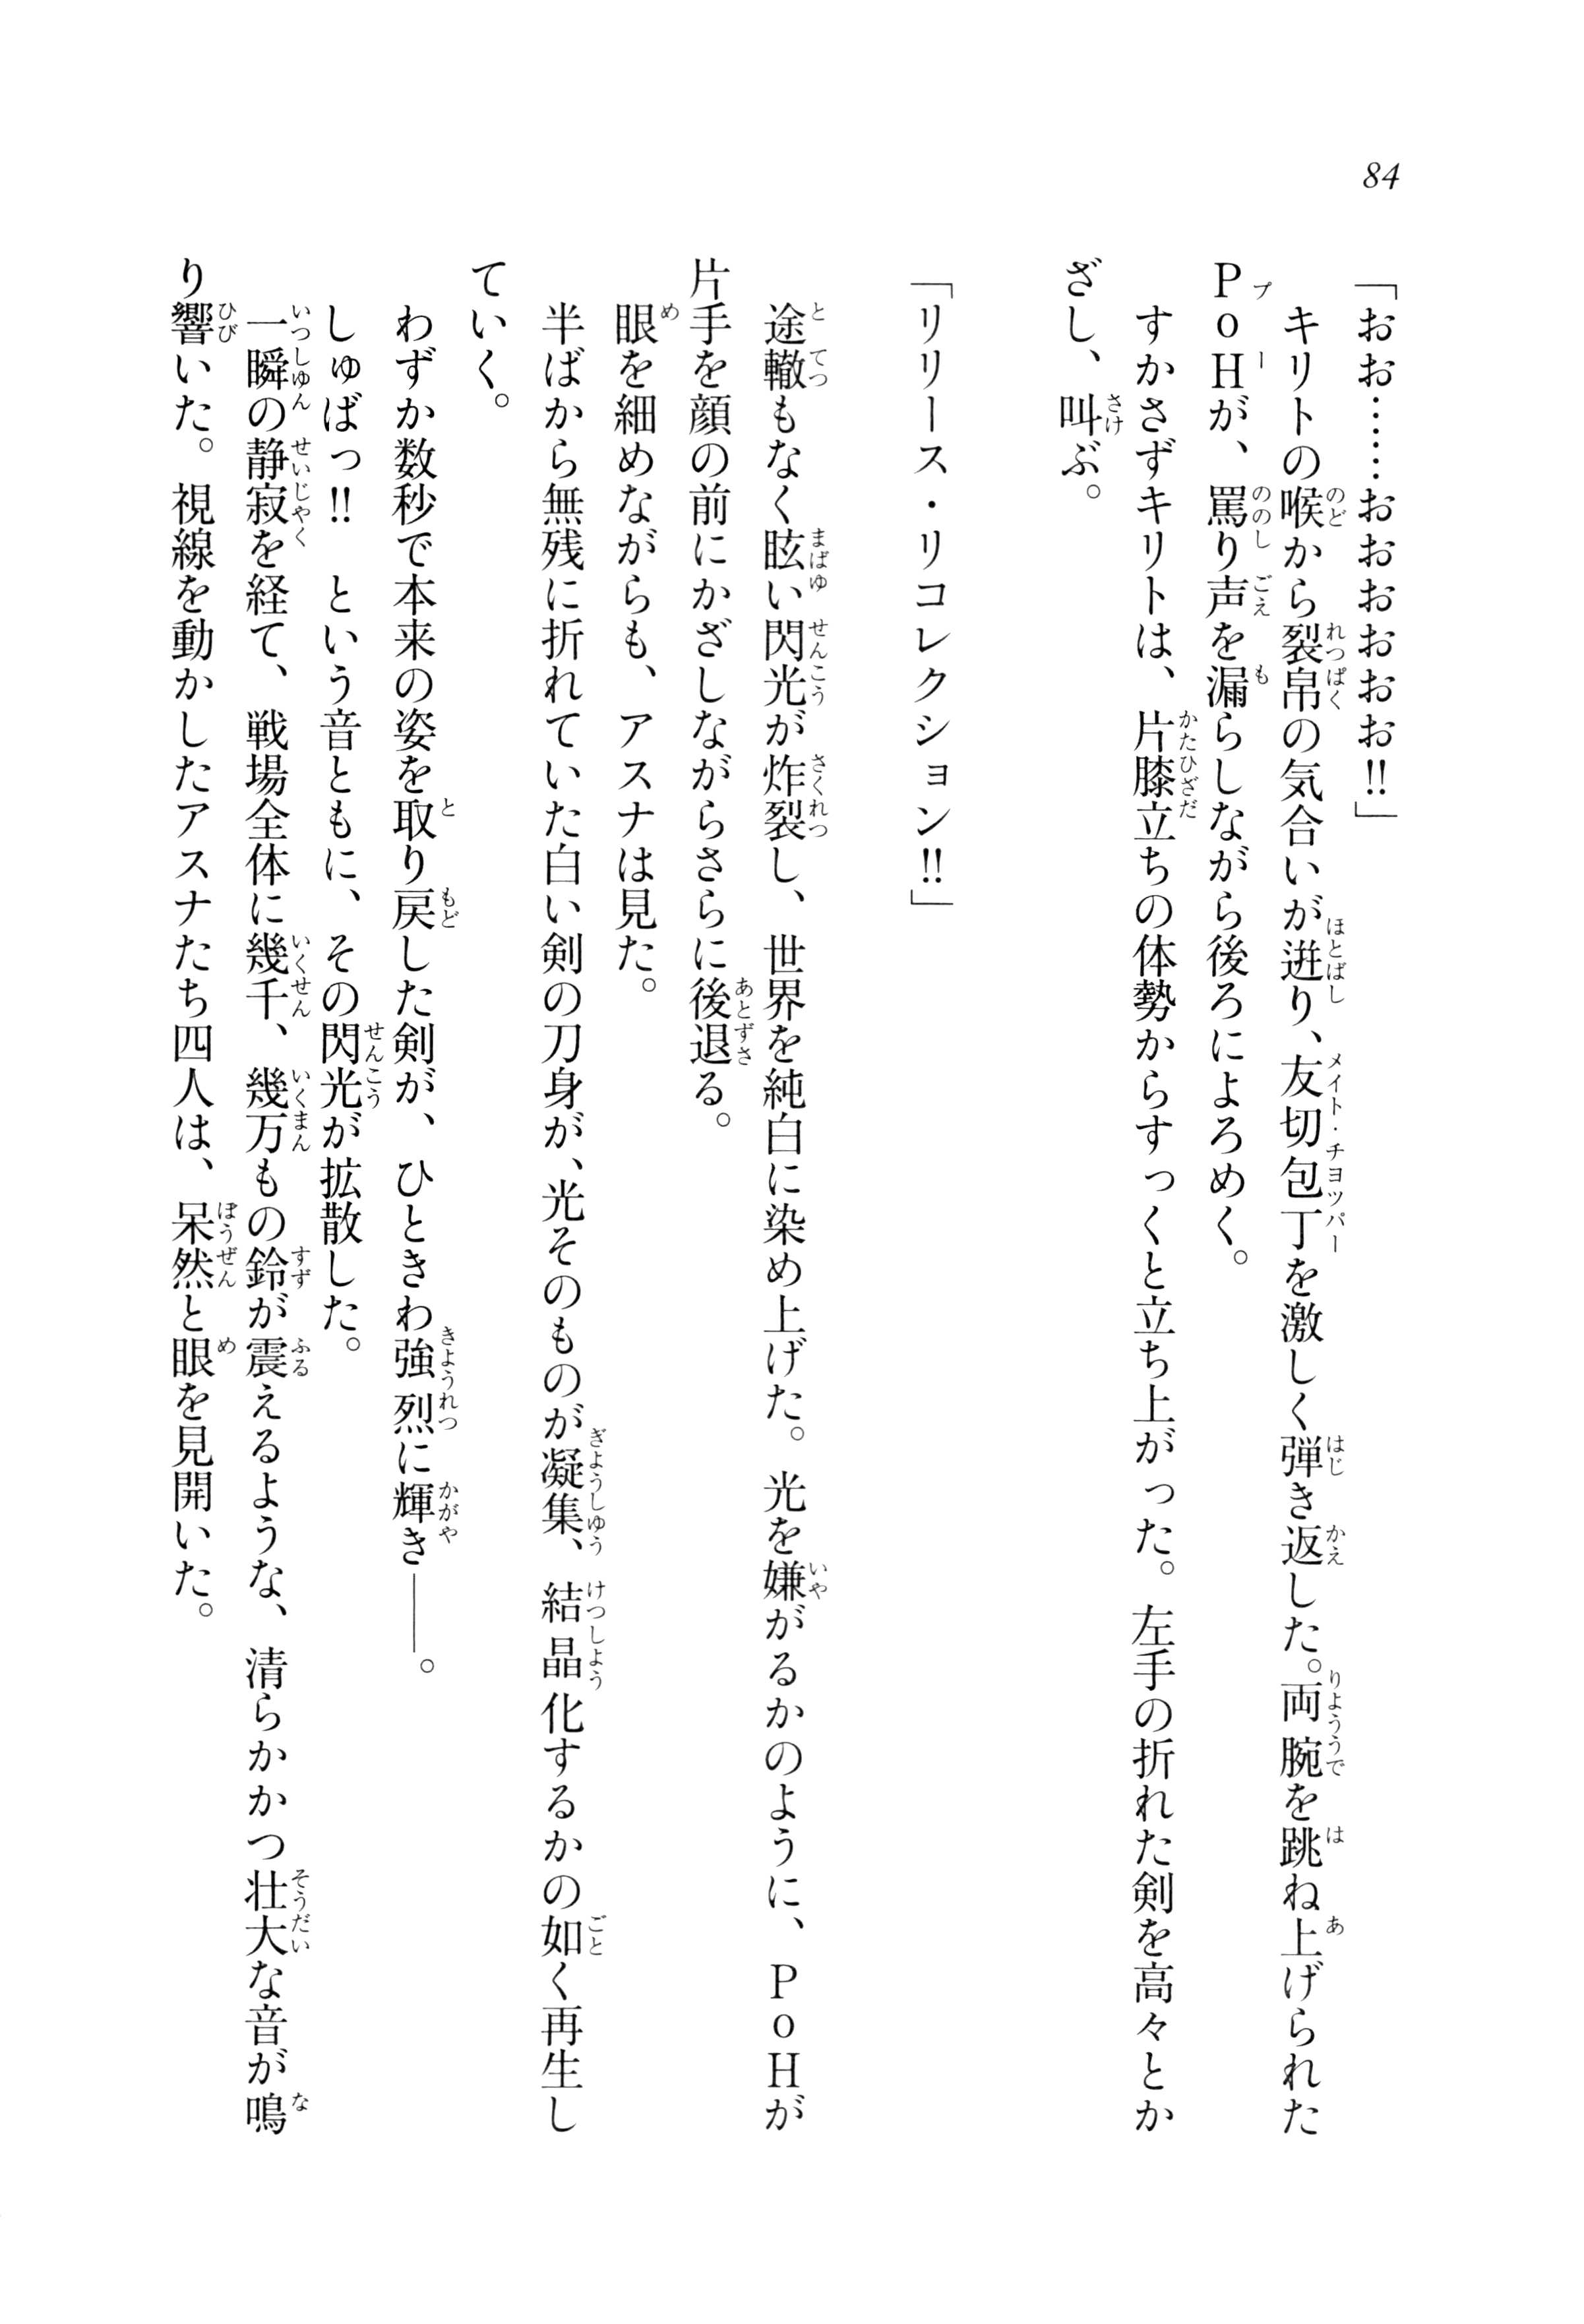 84
「おお……おおおおおお‼」
キリトの喉から裂帛の気合いが迸り、友切包丁を激しく弾き返した。両腕を跳ね上げられた
PoHが、罵り声を漏らしながら後ろによろめく。
すかさずキリトは、片膝立ちの体勢からすっくと立ち上がった。左手の折れた剣を高々とか
ざし、叫ぶ。
「リリース・リコレクション‼」
途轍もなく眩い閃光が炸裂し、世界を純白に染め上げた。光を嫌がるかのように、PoHが
片手を顔の前にかざしながらさらに後退る。
眼を細めながらも、アスナは見た。
半ばから無残に折れていた白い剣の刀身が、光そのものが凝集、結晶化するかの如く再生し
ていく。
わずか数秒で本来の姿を取り戻した剣が、ひときわ強烈に輝き――。
しゅばっ‼　という音ともに、その閃光が拡散した。
一瞬の静寂を経て、戦場全体に幾千、幾万もの鈴が震えるような、清らかかつ壮大な音が鳴
り響いた。視線を動かしたアスナたち四人は、呆然と眼を見開いた。